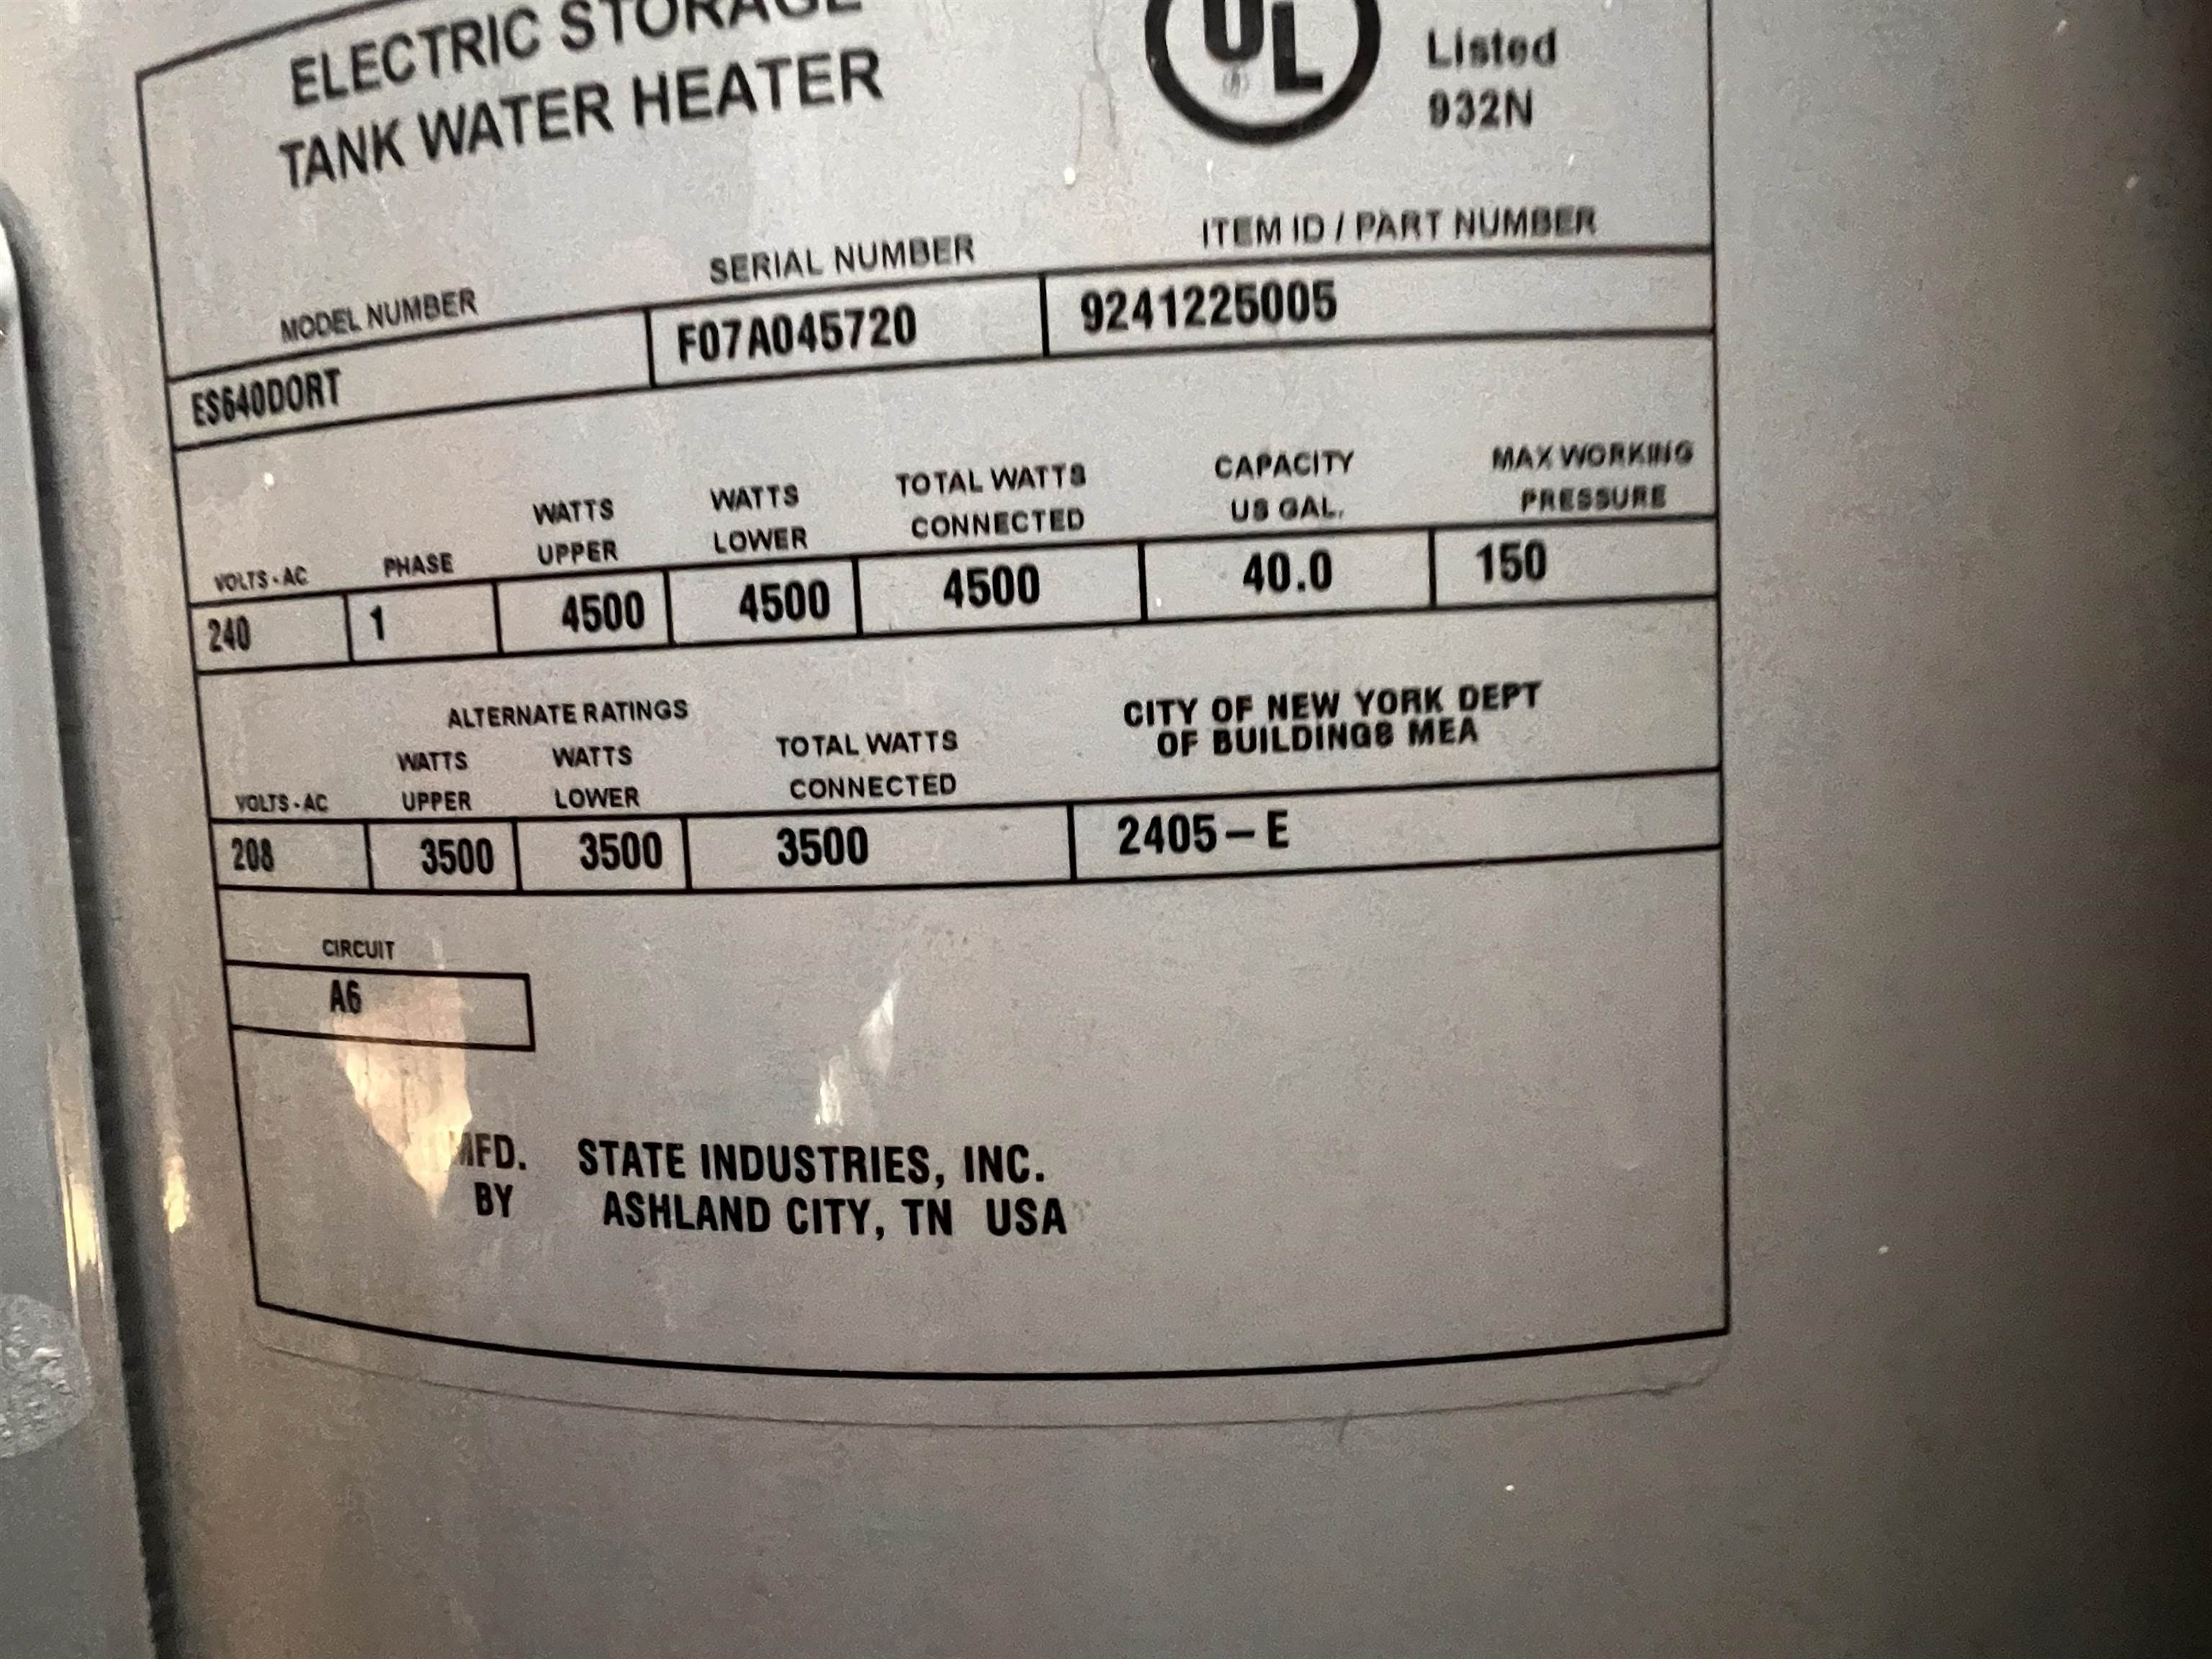 ELECTRIC STORAGE
TANK WATER HEATER
UL
Listed
932N
MODEL NUMBER
SERIAL NUMBER
ITEM ID / PART NUMBER
ES640DORT
F07A045720
9241225005
VOLTS - AC
PHASE
WATTS
UPPER
WATTS
LOWER
TOTAL WATTS
CONNECTED
CAPACITY
US GAL.
MAX WORKING
PRESSURE
240
1
4500
4500
4500
40.0
150
ALTERNATE RATINGS
VOLTS - AC
WATTS
UPPER
WATTS
LOWER
TOTAL WATTS
CONNECTED
CITY OF NEW YORK DEPT
OF BUILDINGS MEA
208
3500
3500
3500
2405 – E
CIRCUIT
A6
MFD. STATE INDUSTRIES, INC.
BY ASHLAND CITY, TN USA